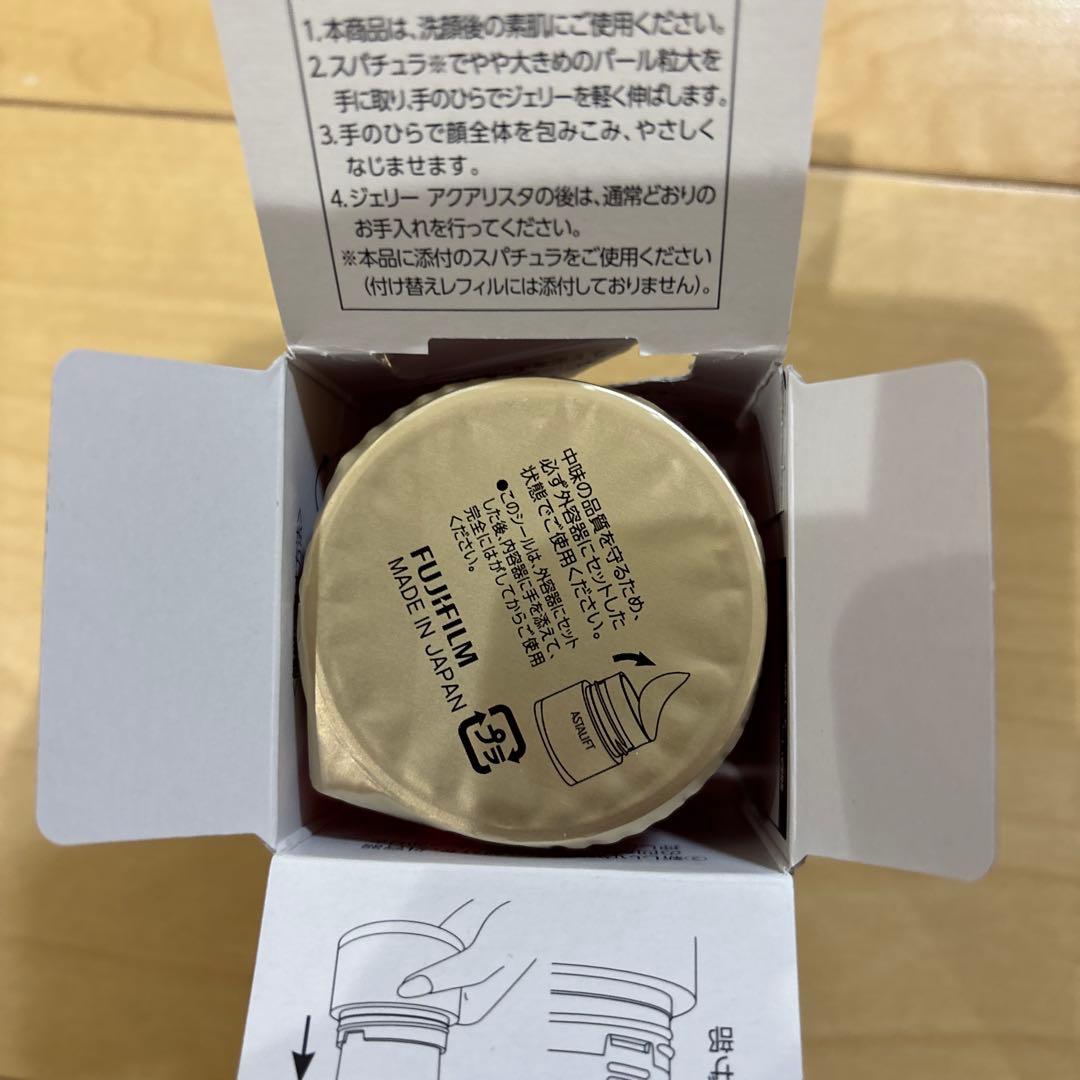 1.本商品は、洗顔後の素肌にご使用ください。
2.スパチュラ※でやや大きめのパール粒大を
手に取り、手のひらでジェリーを軽く伸ばします。
3.手のひらで顔全体を包みこみ、やさしく
なじませます。
4.ジェリー アクアリスタの後は、通常どおりの
お手入れを行ってください。
※本品に添付のスパチュラをご使用ください
(付け替えレフィルには添付しておりません)。
中味の品質を守るため、
必ず外容器にセットした
状態でご使用ください。
●このシールは、外容器にセット
した後、内容器に手を添えて、
完全にはがしてからご使用
ください。
FUJIFILM
MADE IN JAPAN
プラ
ASTALIFT